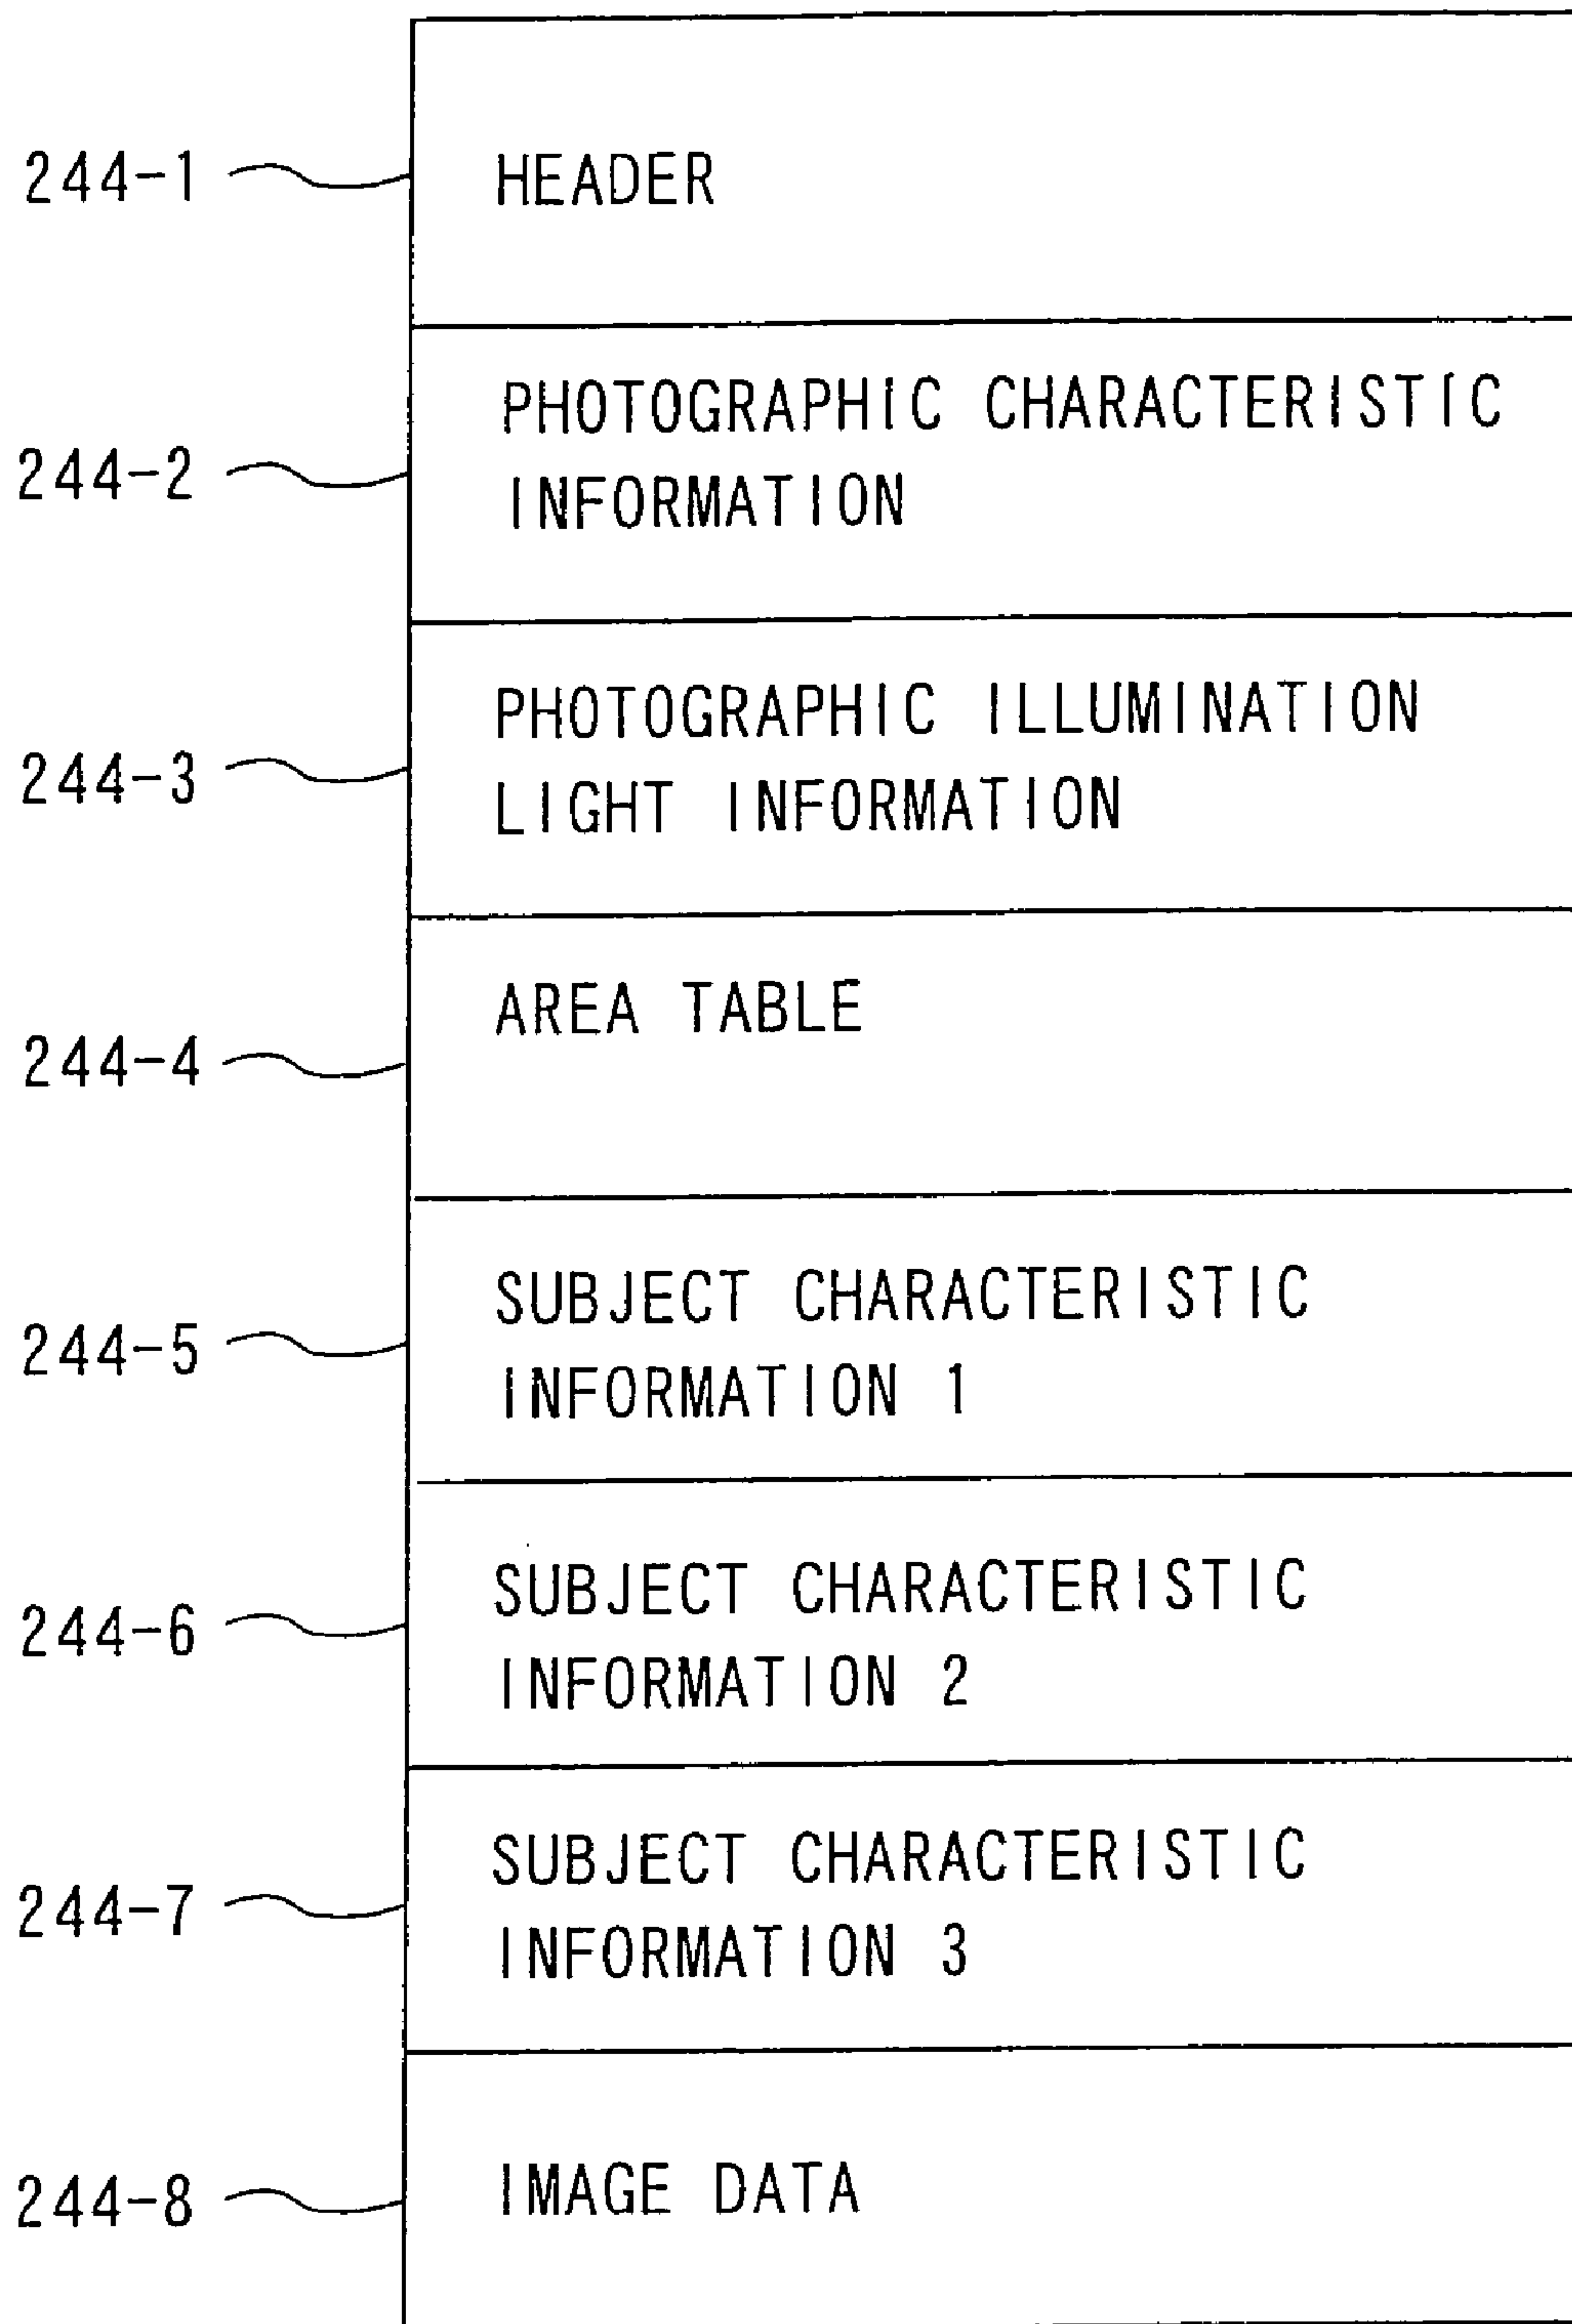 244-1 HEADER
244-2 PHOTOGRAPHIC CHARACTERISTIC
INFORMATION
244-3 PHOTOGRAPHIC ILLUMINATION
LIGHT INFORMATION
244-4 AREA TABLE
244-5 SUBJECT CHARACTERISTIC
INFORMATION 1
244-6 SUBJECT CHARACTERISTIC
INFORMATION 2
244-7 SUBJECT CHARACTERISTIC
INFORMATION 3
244-8 IMAGE DATA